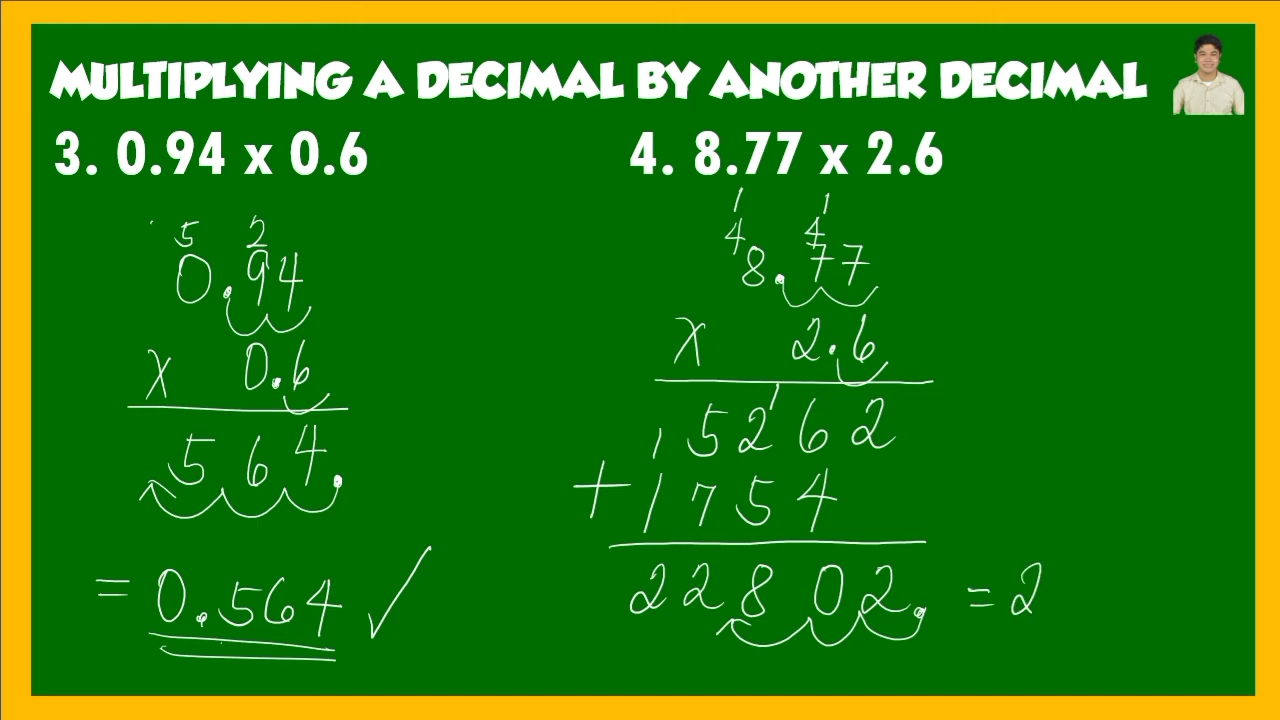 MULTIPLYING A DECIMAL BY ANOTHER DECIMAL
3. 0.94 x 0.6
5 2
0.94
x 0.6
564.
= 0.564 ✓
4. 8.77 x 2.6
1 1
4 4
8.77
x 2.6
1
1 5262
+ 1754
22802. = 2